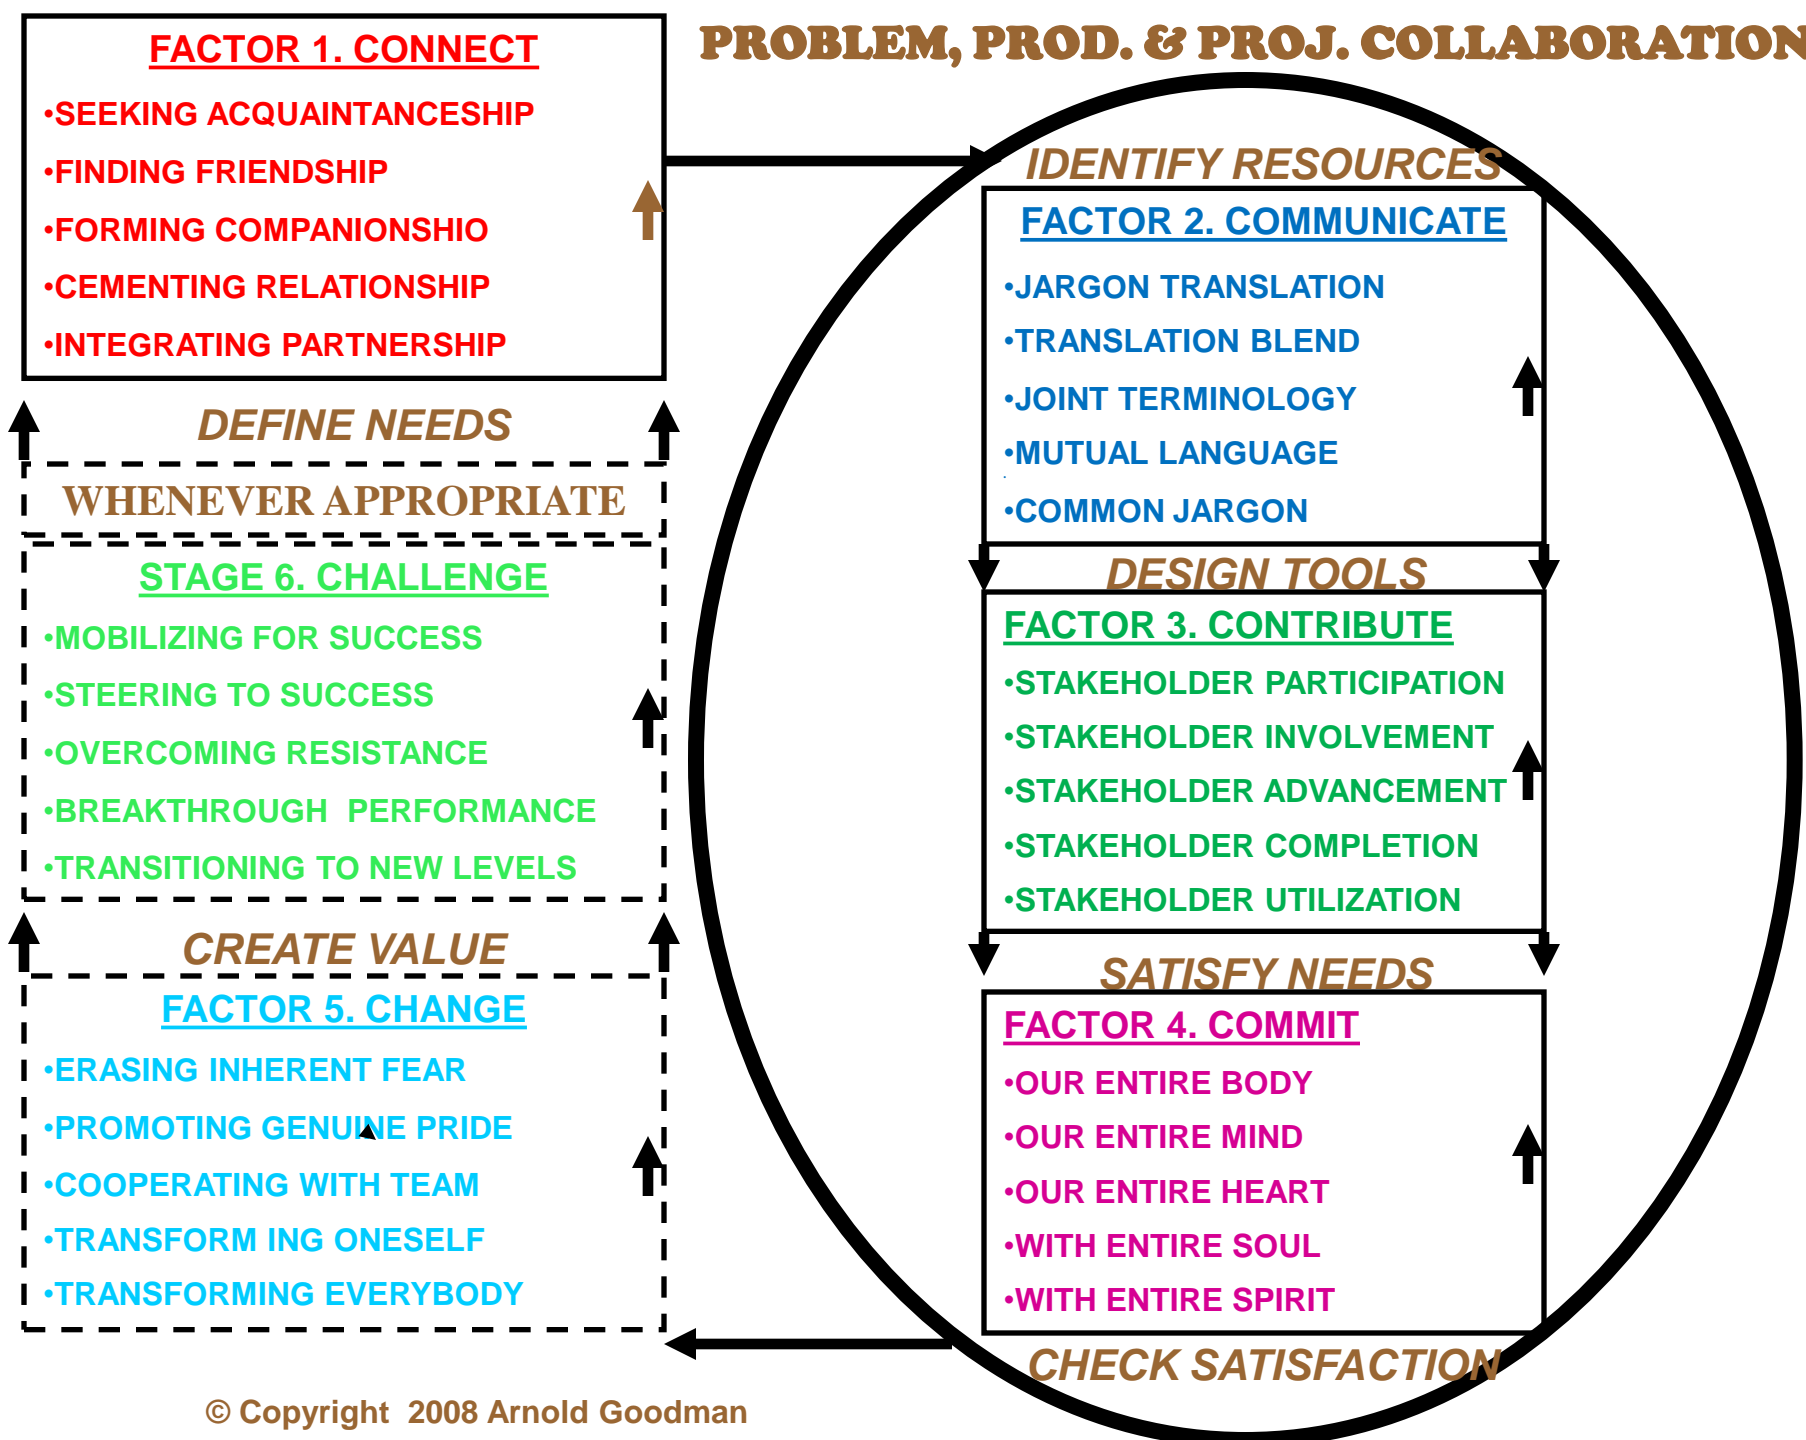 PROBLEM, PROD. & PROJ. COLLABORATION
FACTOR 1. CONNECT
•SEEKING ACQUAINTANCESHIP
•FINDING FRIENDSHIP
•FORMING COMPANIONSHIO
•CEMENTING RELATIONSHIP
•INTEGRATING PARTNERSHIP
DEFINE NEEDS
WHENEVER APPROPRIATE
STAGE 6. CHALLENGE
•MOBILIZING FOR SUCCESS
•STEERING TO SUCCESS
•OVERCOMING RESISTANCE
•BREAKTHROUGH  PERFORMANCE
•TRANSITIONING TO NEW LEVELS
CREATE VALUE
FACTOR 5. CHANGE
•ERASING INHERENT FEAR
•PROMOTING GENUINE PRIDE
•COOPERATING WITH TEAM
•TRANSFORM ING ONESELF
•TRANSFORMING EVERYBODY
IDENTIFY RESOURCES
FACTOR 2. COMMUNICATE
•JARGON TRANSLATION
•TRANSLATION BLEND
•JOINT TERMINOLOGY
•MUTUAL LANGUAGE
•COMMON JARGON
DESIGN TOOLS
FACTOR 3. CONTRIBUTE
•STAKEHOLDER PARTICIPATION
•STAKEHOLDER INVOLVEMENT
•STAKEHOLDER ADVANCEMENT
•STAKEHOLDER COMPLETION
•STAKEHOLDER UTILIZATION
SATISFY NEEDS
FACTOR 4. COMMIT
•OUR ENTIRE BODY
•OUR ENTIRE MIND
•OUR ENTIRE HEART
•WITH ENTIRE SOUL
•WITH ENTIRE SPIRIT
CHECK SATISFACTION
© Copyright  2008 Arnold Goodman